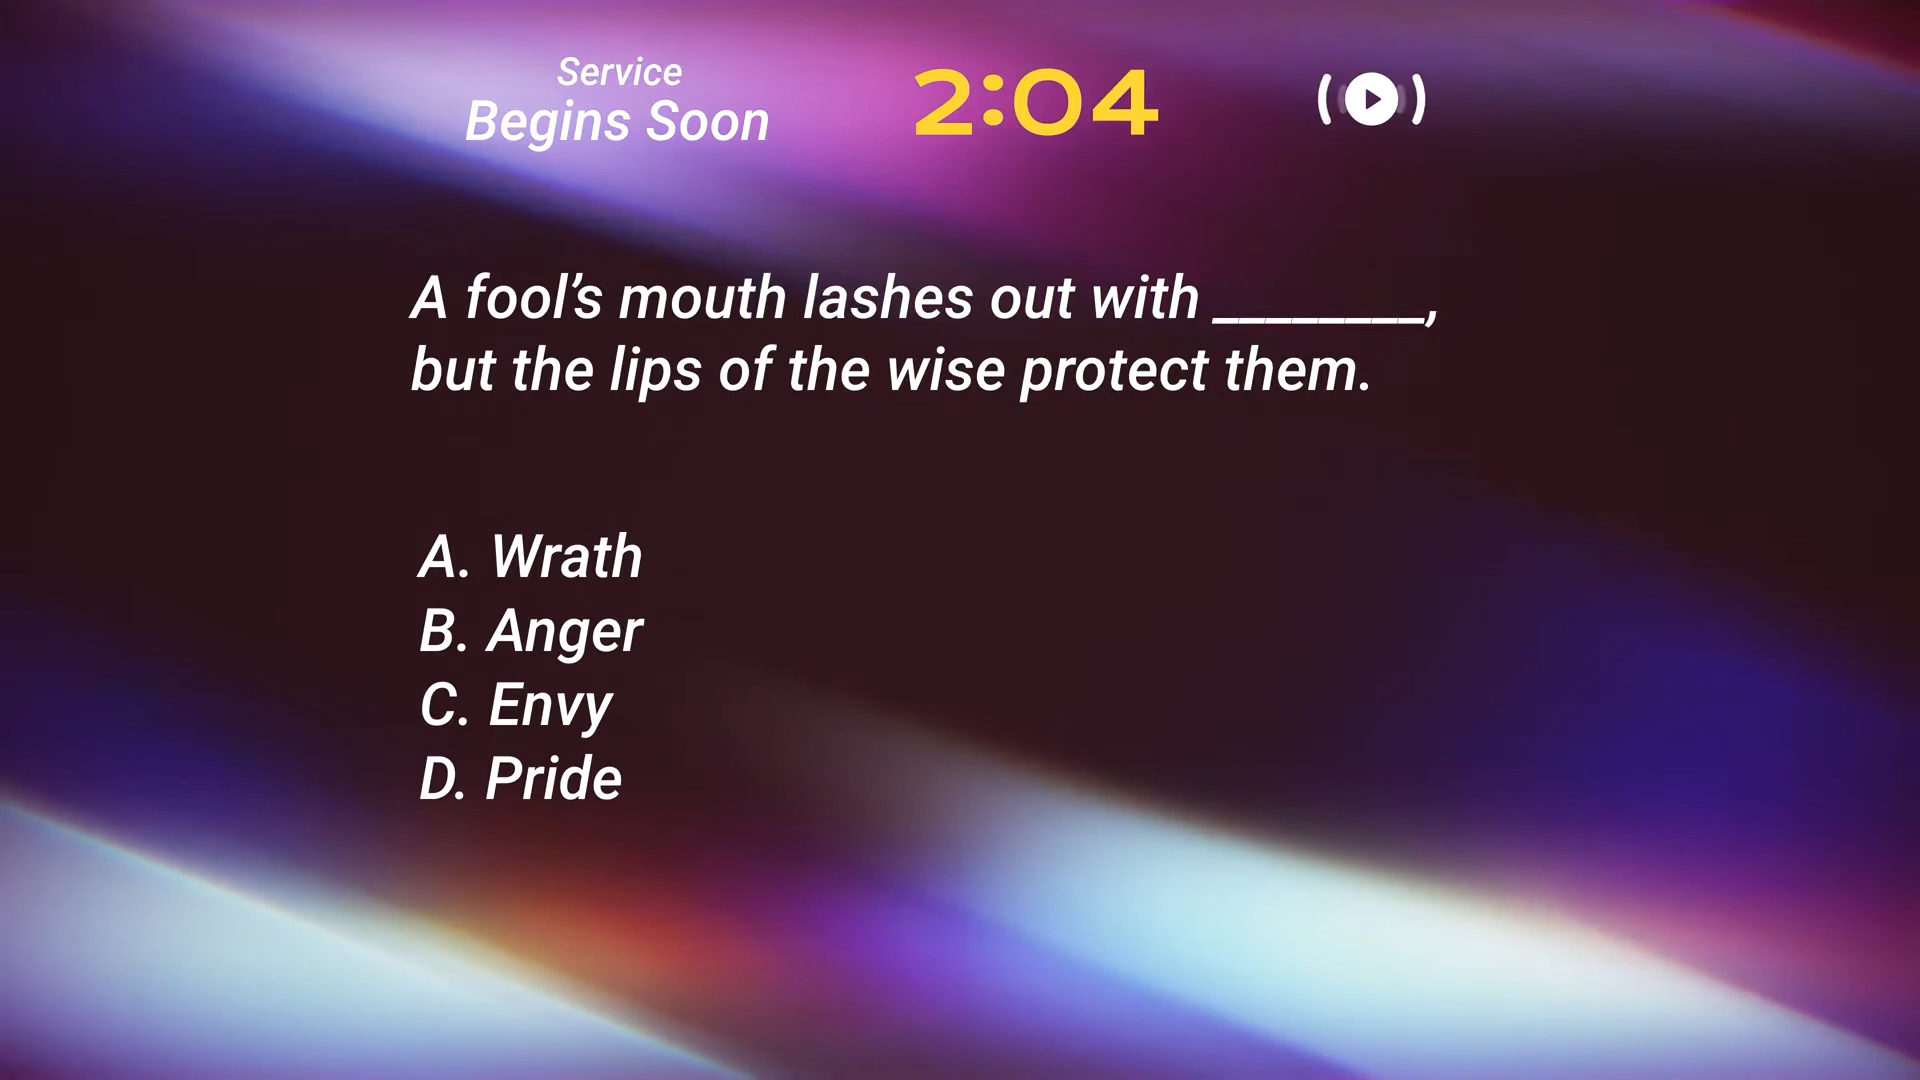 Service
Begins Soon
2:04
A fool’s mouth lashes out with ________,
but the lips of the wise protect them.
A. Wrath
B. Anger
C. Envy
D. Pride